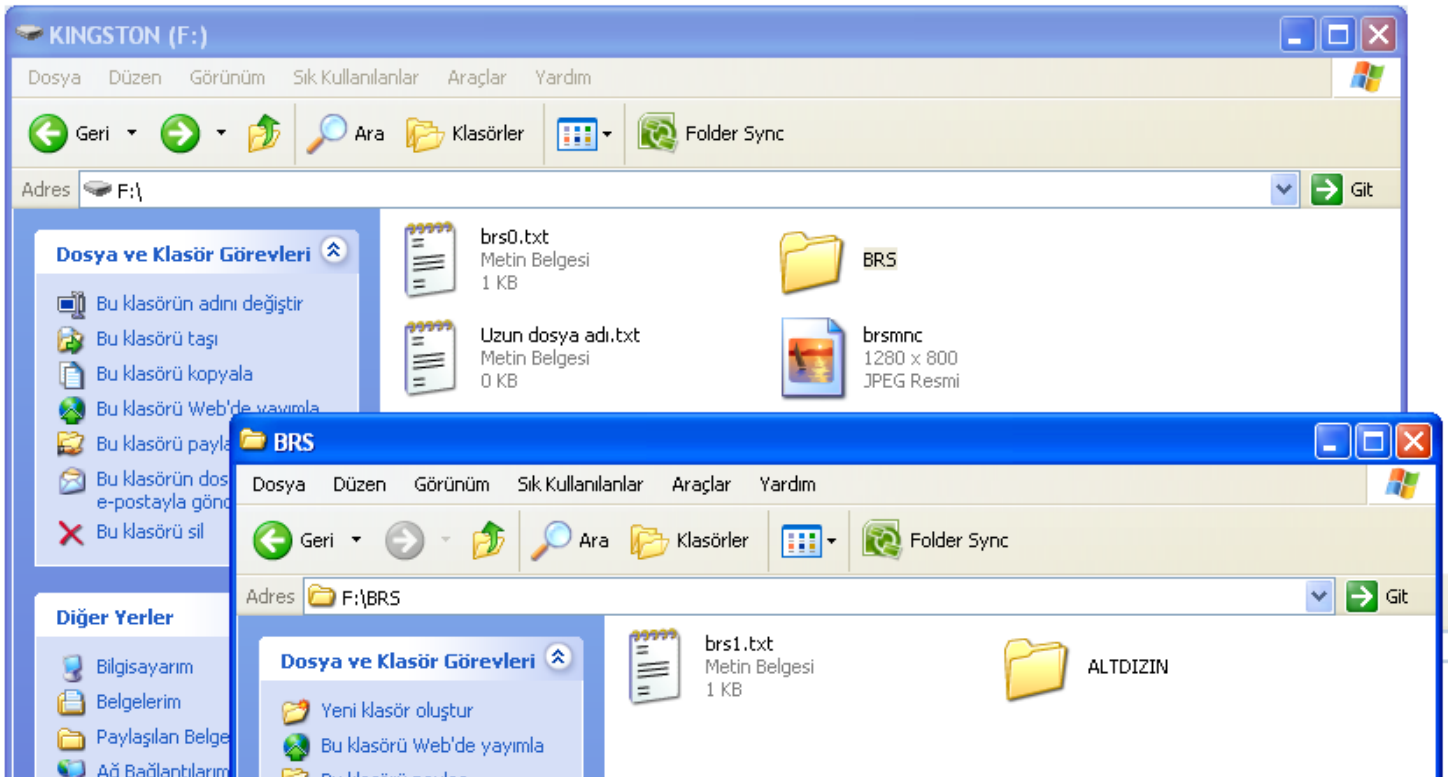 KINGSTON (F:)
Dosya Düzen Görünüm Sık Kullanılanlar Araçlar Yardım
Geri Ara Klasörler Folder Sync
Adres F:\ Git
Dosya ve Klasör Görevleri
Bu klasörün adını değiştir
Bu klasörü taşı
Bu klasörü kopyala
Bu klasörü Web'de yayımla
Bu klasörü payla
Bu klasörün dos
e-postayla gönd
Bu klasörü sil
Diğer Yerler
Bilgisayarım
Belgelerim
Paylaşılan Belge
Ağ Bağlantılarım
brs0.txt
Metin Belgesi
1 KB
BRS
Uzun dosya adı.txt
Metin Belgesi
0 KB
brsmnc
1280 x 800
JPEG Resmi
BRS
Dosya Düzen Görünüm Sık Kullanılanlar Araçlar Yardım
Geri Ara Klasörler Folder Sync
Adres F:\BRS Git
Dosya ve Klasör Görevleri
Yeni klasör oluştur
Bu klasörü Web'de yayımla
brs1.txt
Metin Belgesi
1 KB
ALTDIZIN